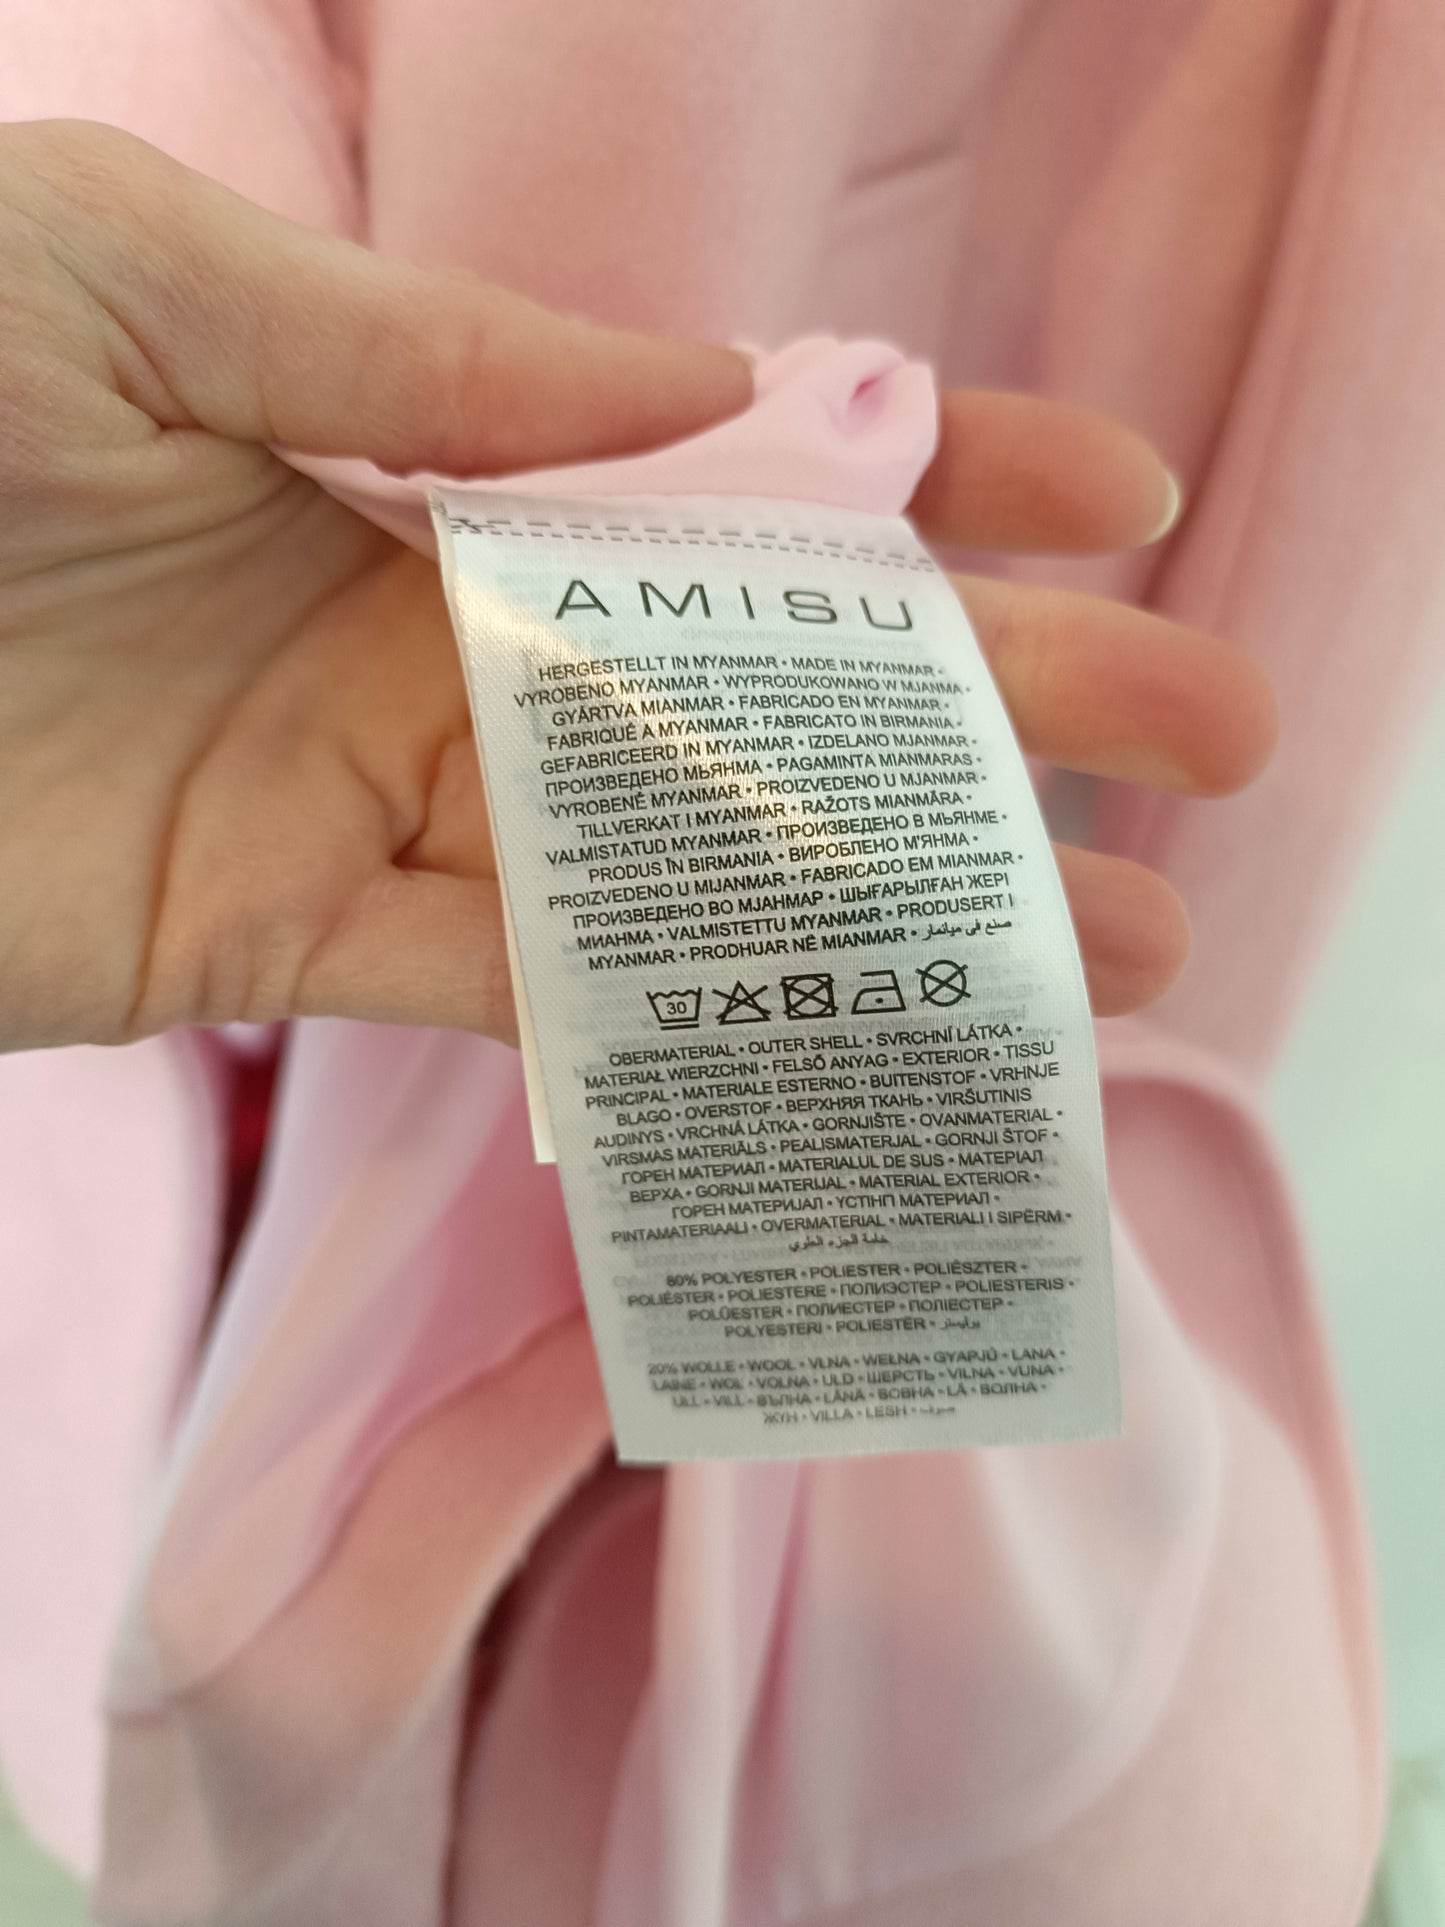 AMISU
HERGESTELLT IN MYANMAR • MADE IN MYANMAR •
VYROBENO MYANMAR • WYPRODUKOWANO W MJANMA •
GYÁRTVA MIANMAR • FABRICADO EN MYANMAR •
FABRIQUÉ A MYANMAR • FABRICATO IN BIRMANIA •
GEFABRICEERD IN MYANMAR • IZDELANO MJANMAR •
ПРОИЗВЕДЕНО МЬЯНМА • PAGAMINTA MIANMARAS •
VYROBENÉ MYANMAR • PROIZVEDENO U MJANMAR •
TILLVERKAT I MYANMAR • RAŽOTS MIANMĀRA •
VALMISTATUD MYANMAR • ПРОИЗВЕДЕНО В МЬЯНМЕ •
PRODUS ÎN BIRMANIA • ВИРОБЛЕНО М'ЯНМА •
PROIZVEDENO U MIJANMAR • FABRICADO EM MIANMAR •
ПРОИЗВЕДЕНО ВО МЈАНМАР • ШЫҒАРЫЛҒАН ЖЕРІ
МИАНМА • VALMISTETTU MYANMAR • PRODUSERT I
MYANMAR • PRODHUAR NË MIANMAR • صنع في ميانمار
30
OBERMATERIAL • OUTER SHELL • SVRCHNÍ LÁTKA •
MATERIAŁ WIERZCHNI • FELSŐ ANYAG • EXTERIOR • TISSU
PRINCIPAL • MATERIALE ESTERNO • BUITENSTOF • VRHNJE
BLAGO • OVERSTOF • ВЕРХНЯЯ ТКАНЬ • VIRŠUTINIS
AUDINYS • VRCHNÁ LÁTKA • GORNJIŠTE • OVANMATERIAL •
VIRSMAS MATERIĀLS • PEALISMATERJAL • GORNJI ŠTOF •
ГОРЕН МАТЕРИАЛ • MATERIALUL DE SUS • МАТЕРІАЛ
ВЕРХА • GORNJI MATERIJAL • MATERIAL EXTERIOR •
ГОРЕН МАТЕРИЈАЛ • ҮСТІҢГІ МАТЕРИАЛ •
PINTAMATERIAALI • OVERMATERIAL • MATERIALI I SIPËRM •
خامة الجزء العلوي
80% POLYESTER • POLIESTER • POLIÉSZTER •
POLIÉSTER • POLIESTERE • ПОЛИЭСТЕР • POLIESTERIS •
POLÜESTER • ПОЛИЕСТЕР • ПОЛІЕСТЕР •
POLYESTERI • POLIESTËR • بوليستر
20% WOLLE • WOOL • VLNA • WEŁNA • GYAPJÚ • LANA •
LAINE • WOL • VOLNA • ULD • ШЕРСТЬ • VILNA • VUNA •
ULL • VILL • ВЪЛНА • LÂNĂ • ВОВНА • LÃ • ВОЛНА •
ЖҮН • VILLA • LESH • صوف